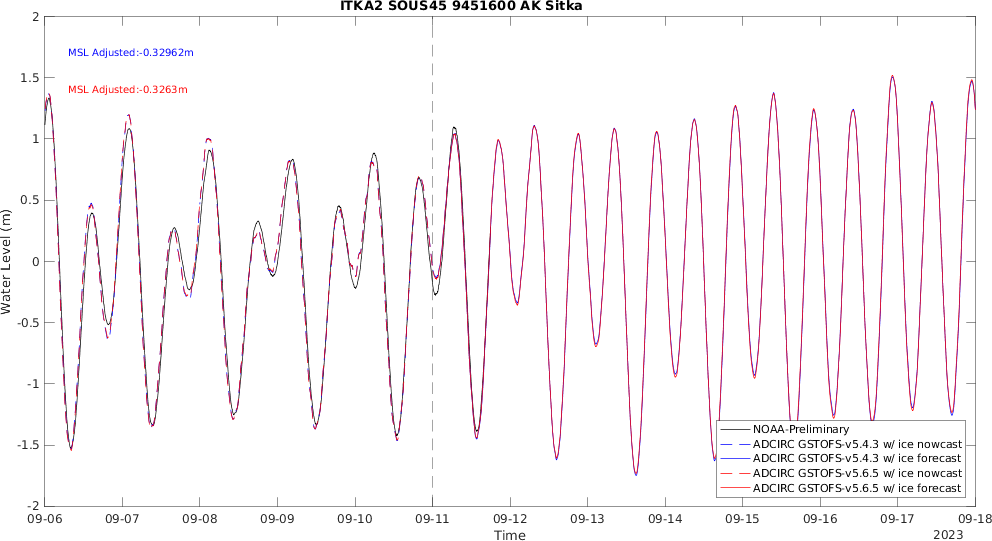 ITKA2 SOUS45 9451600 AK Sitka
MSL Adjusted:-0.32962m
MSL Adjusted:-0.3263m
Water Level (m)
2
1.5
1
0.5
0
-0.5
-1
-1.5
-2
NOAA-Preliminary
ADCIRC GSTOFS-v5.4.3 w/ ice nowcast
ADCIRC GSTOFS-v5.4.3 w/ ice forecast
ADCIRC GSTOFS-v5.6.5 w/ ice nowcast
ADCIRC GSTOFS-v5.6.5 w/ ice forecast
09-06 09-07 09-08 09-09 09-10 09-11 09-12 09-13 09-14 09-15 09-16 09-17 09-18
Time
2023